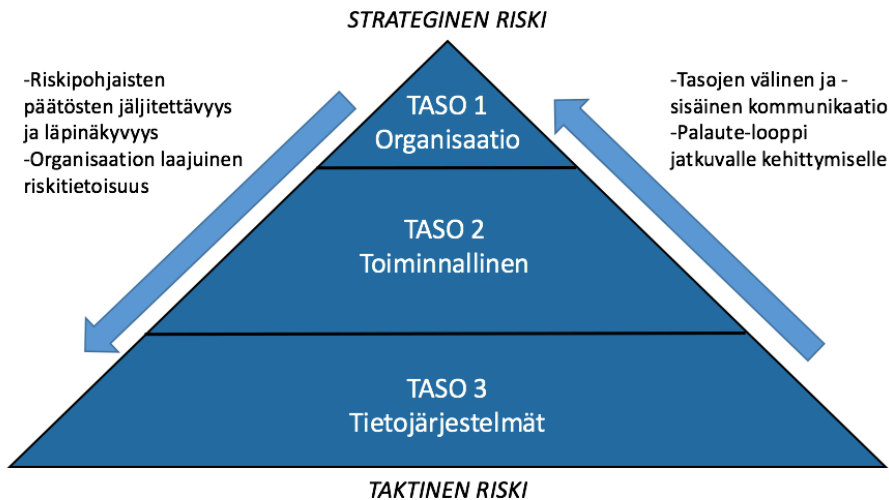 STRATEGINEN RISKI
-Riskipohjaisten
päätösten jäljitettävyys
ja läpinäkyvyys
-Organisaation laajuinen
riskitietoisuus
TASO 1
Organisaatio
-Tasojen välinen ja -
sisäinen kommunikaatio
-Palaute-looppi
jatkuvalle kehittymiselle
TASO 2
Toiminnallinen
TASO 3
Tietojärjestelmät
TAKTINEN RISKI